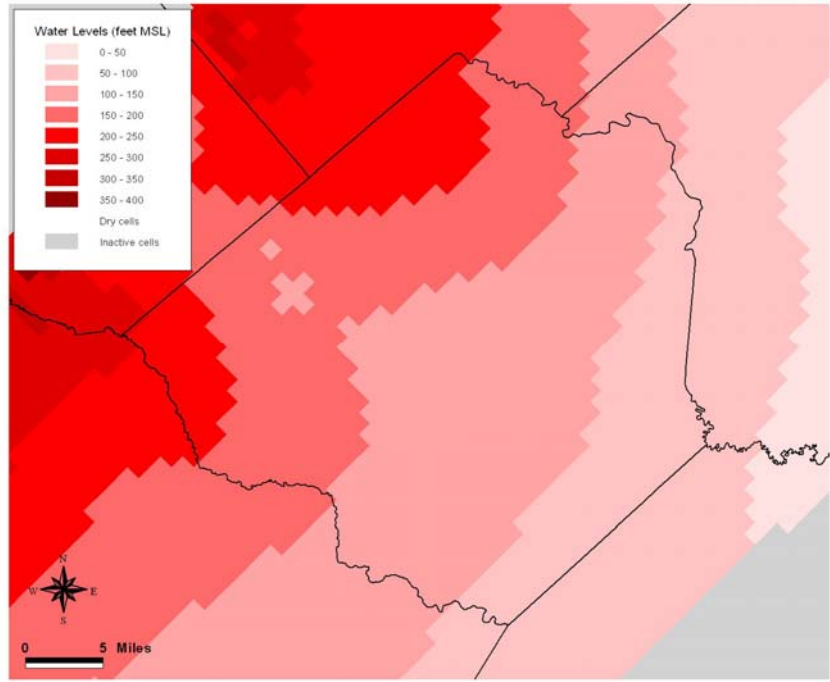 Water Levels (feet MSL)
0 - 50
50 - 100
100 - 150
150 - 200
200 - 250
250 - 300
300 - 350
350 - 400
Dry cells
Inactive cells
N
W E
S
0 5 Miles